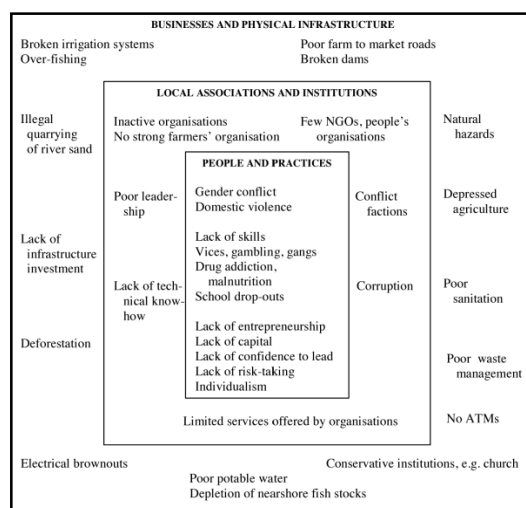 BUSINESSES AND PHYSICAL INFRASTRUCTURE
Broken irrigation systems
Over-fishing
Poor farm to market roads
Broken dams
LOCAL ASSOCIATIONS AND INSTITUTIONS
Illegal
quarrying
of river sand
Inactive organisations
No strong farmers' organisation
Few NGOs, people's
organisations
Natural
hazards
PEOPLE AND PRACTICES
Poor leader-
ship
Gender conflict
Domestic violence
Conflict
factions
Depressed
agriculture
Lack of
infrastructure
investment
Lack of skills
Vices, gambling, gangs
Drug addiction,
malnutrition
School drop-outs
Lack of tech-
nical know-
how
Corruption
Poor
sanitation
Deforestation
Lack of entrepreneurship
Lack of capital
Lack of confidence to lead
Lack of risk-taking
Individualism
Poor waste
management
Limited services offered by organisations
No ATMs
Electrical brownouts
Conservative institutions, e.g. church
Poor potable water
Depletion of nearshore fish stocks